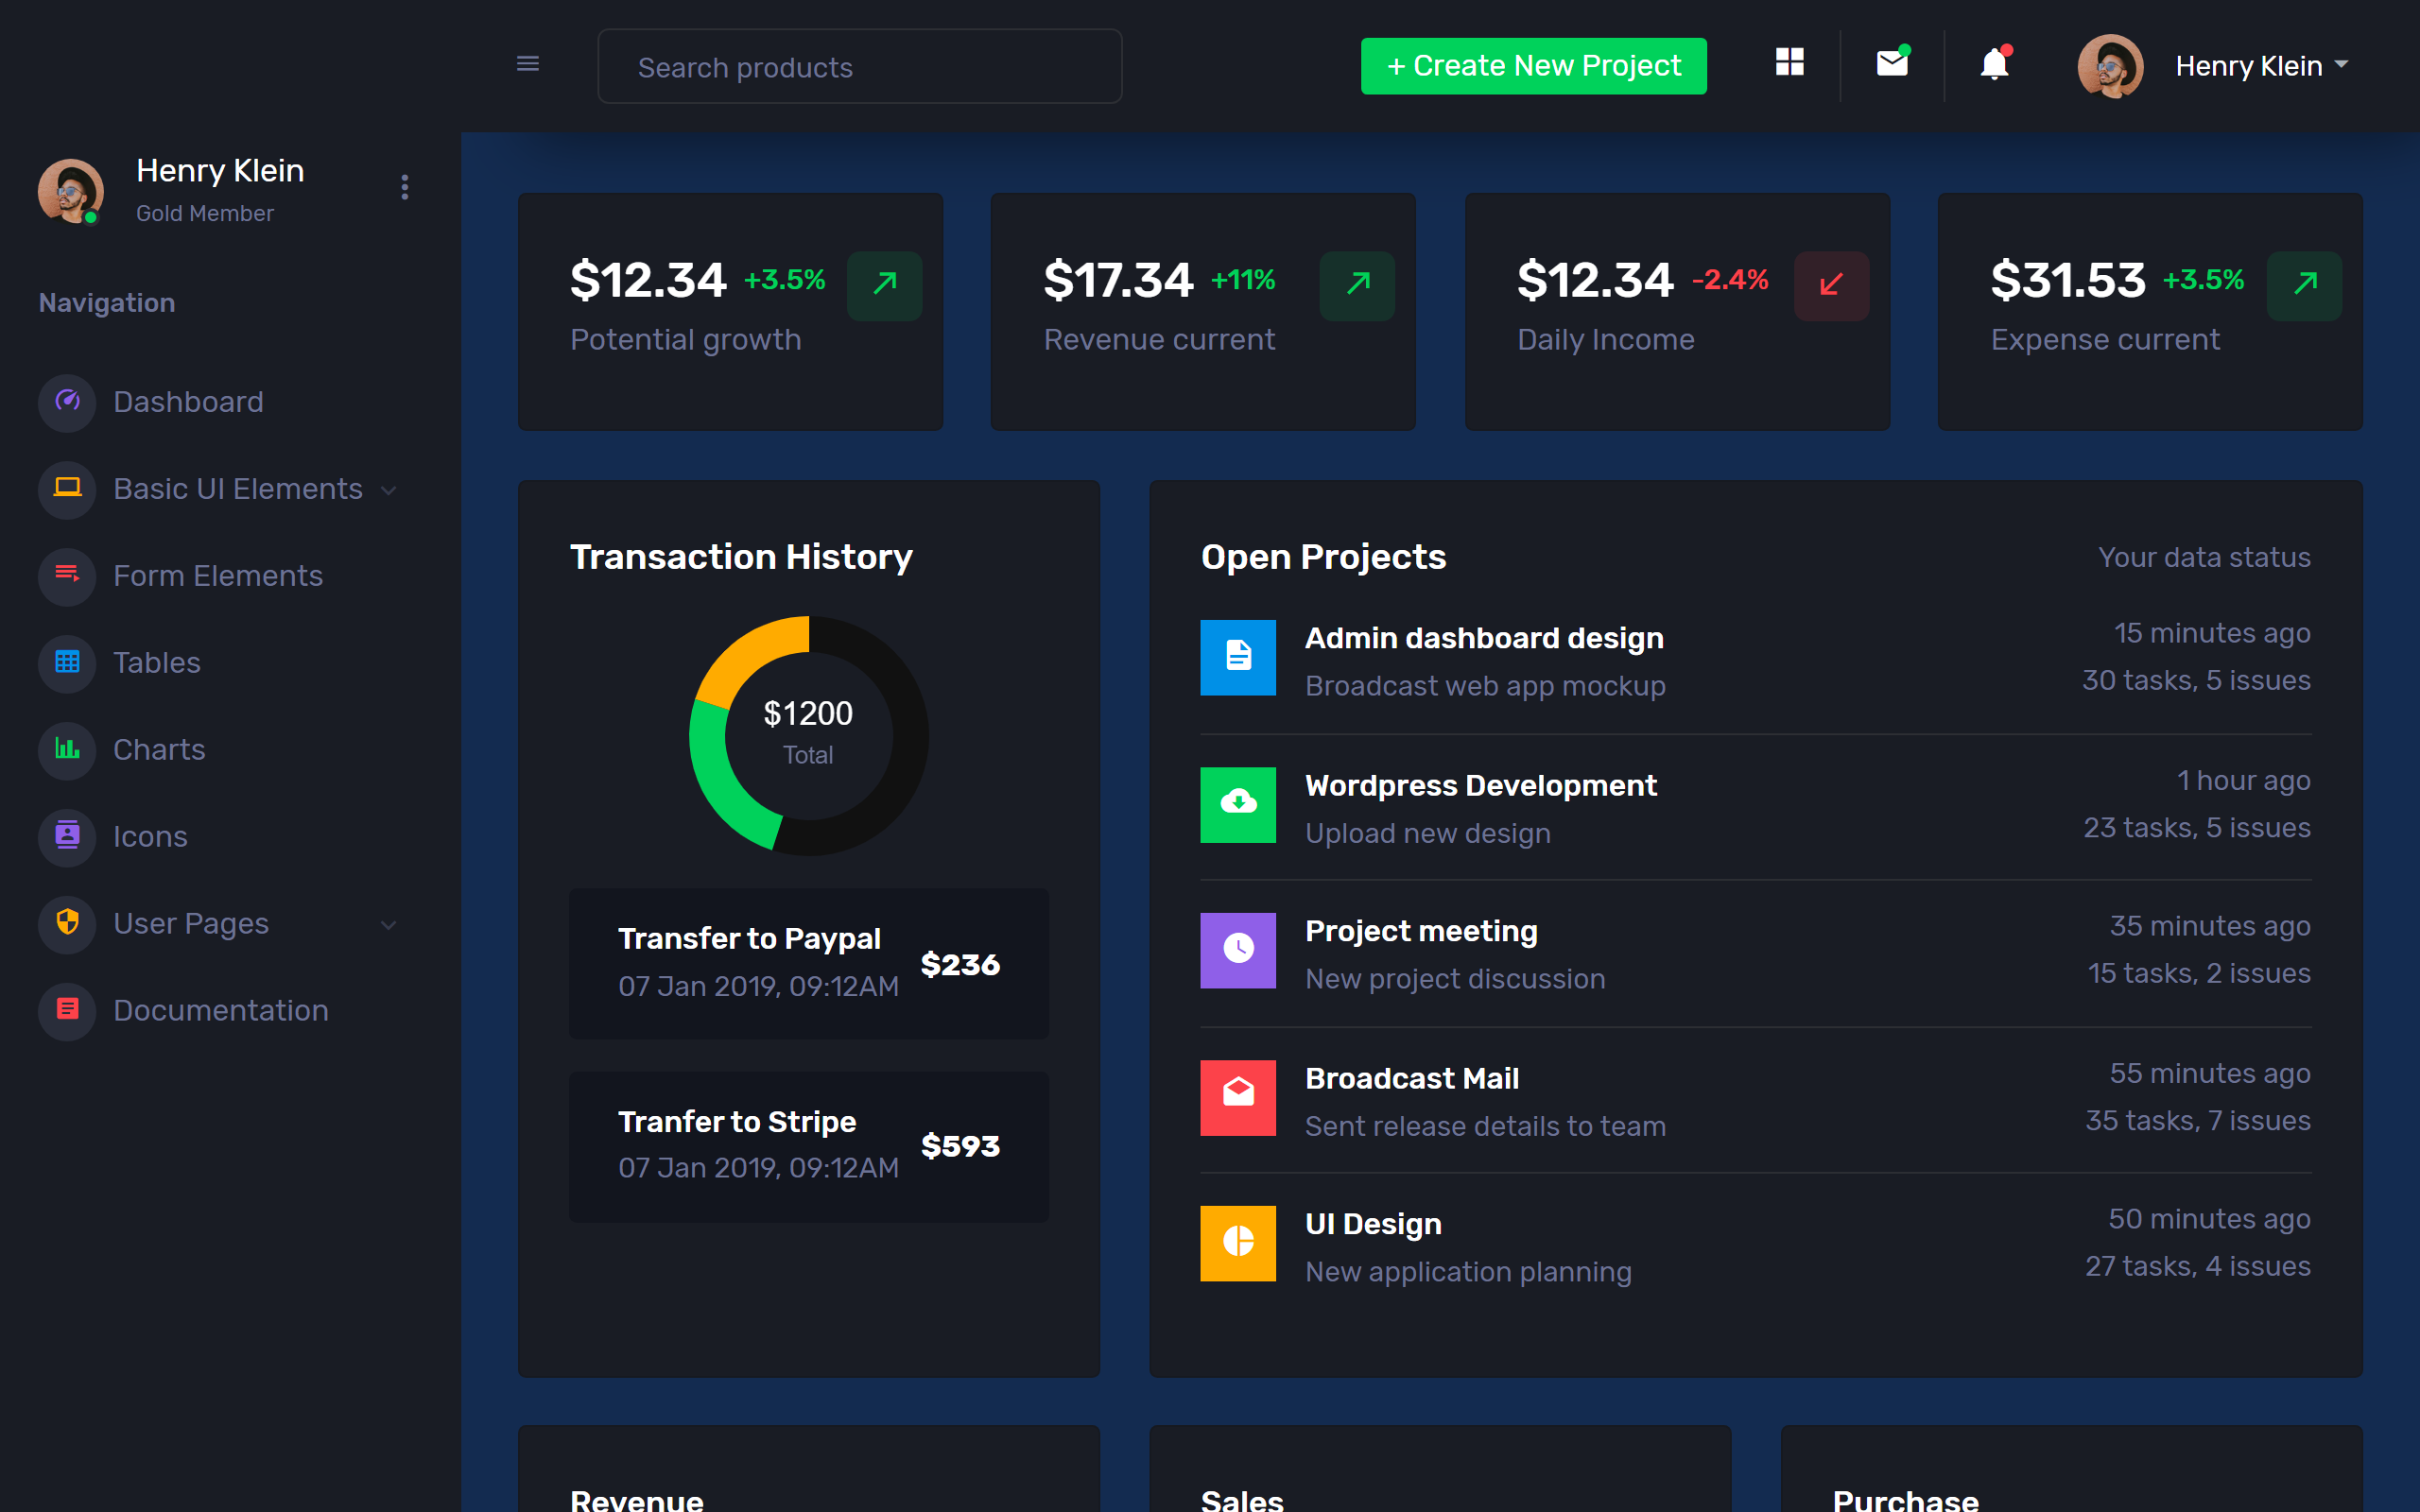 Search products
+ Create New Project
Henry Klein
Henry Klein
Gold Member
Navigation
Dashboard
Basic UI Elements
Form Elements
Tables
Charts
Icons
User Pages
Documentation
$12.34 +3.5%
Potential growth
$17.34 +11%
Revenue current
$12.34 -2.4%
Daily Income
$31.53 +3.5%
Expense current
Transaction History
$1200
Total
Transfer to Paypal
07 Jan 2019, 09:12AM
$236
Tranfer to Stripe
07 Jan 2019, 09:12AM
$593
Open Projects
Your data status
Admin dashboard design
Broadcast web app mockup
15 minutes ago
30 tasks, 5 issues
Wordpress Development
Upload new design
1 hour ago
23 tasks, 5 issues
Project meeting
New project discussion
35 minutes ago
15 tasks, 2 issues
Broadcast Mail
Sent release details to team
55 minutes ago
35 tasks, 7 issues
UI Design
New application planning
50 minutes ago
27 tasks, 4 issues
Revenue
Sales
Purchase